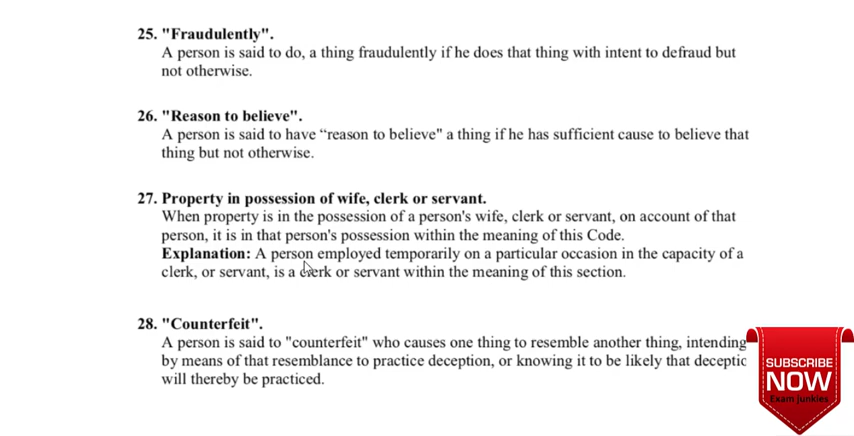 25. "Fraudulently".
A person is said to do, a thing fraudulently if he does that thing with intent to defraud but
not otherwise.
26. "Reason to believe".
A person is said to have “reason to believe" a thing if he has sufficient cause to believe that
thing but not otherwise.
27. Property in possession of wife, clerk or servant.
When property is in the possession of a person's wife, clerk or servant, on account of that
person, it is in that person's possession within the meaning of this Code.
Explanation: A person employed temporarily on a particular occasion in the capacity of a
clerk, or servant, is a clerk or servant within the meaning of this section.
28. "Counterfeit".
A person is said to "counterfeit" who causes one thing to resemble another thing, intending
by means of that resemblance to practice deception, or knowing it to be likely that deceptio
will thereby be practiced.
SUBSCRIBE
NOW
Exam Junkies